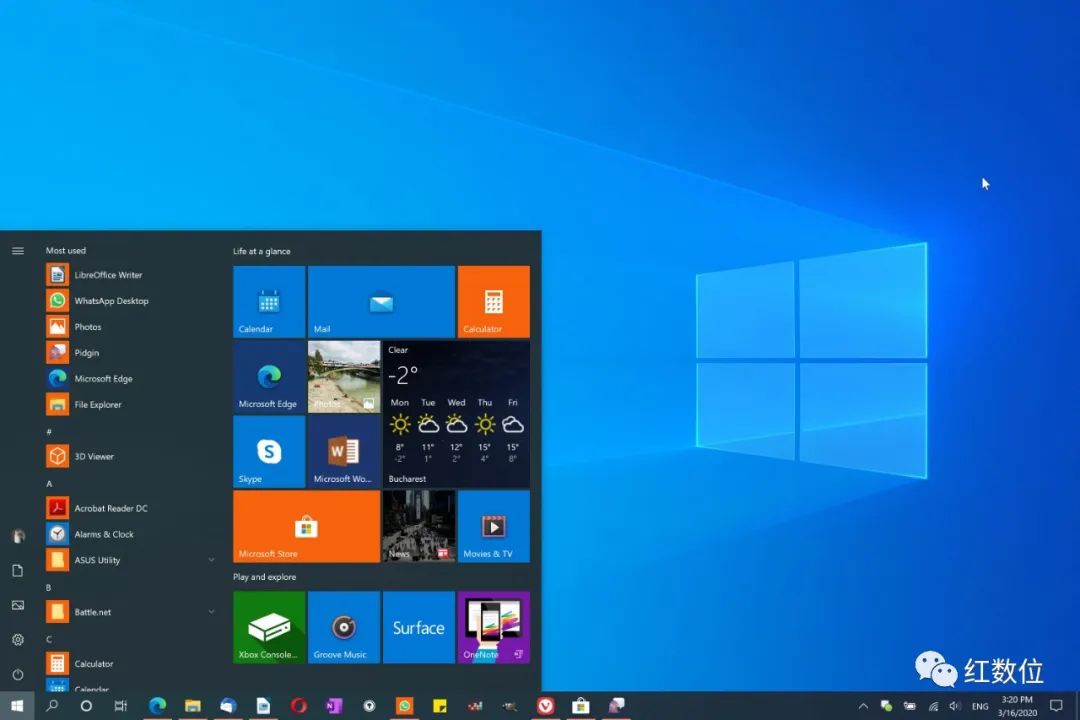 Most used
LibreOffice Writer
WhatsApp Desktop
Photos
Pidgin
Microsoft Edge
File Explorer
#
3D Viewer
A
Acrobat Reader DC
Alarms & Clock
ASUS Utility
B
Battle.net
C
Calculator
Calendar
Life at a glance
Calendar
Mail
Calculator
Microsoft Edge
Photos
Clear
-2°
Mon Tue Wed Thu Fri
8° 11° 12° 15° 15°
-2° 1° 2° 4° 8°
Bucharest
Skype
Microsoft Wo...
Microsoft Store
News
Movies & TV
Play and explore
Xbox Console...
Groove Music
Surface
OneNote
红数位
ENG
3:20 PM
3/16/2020